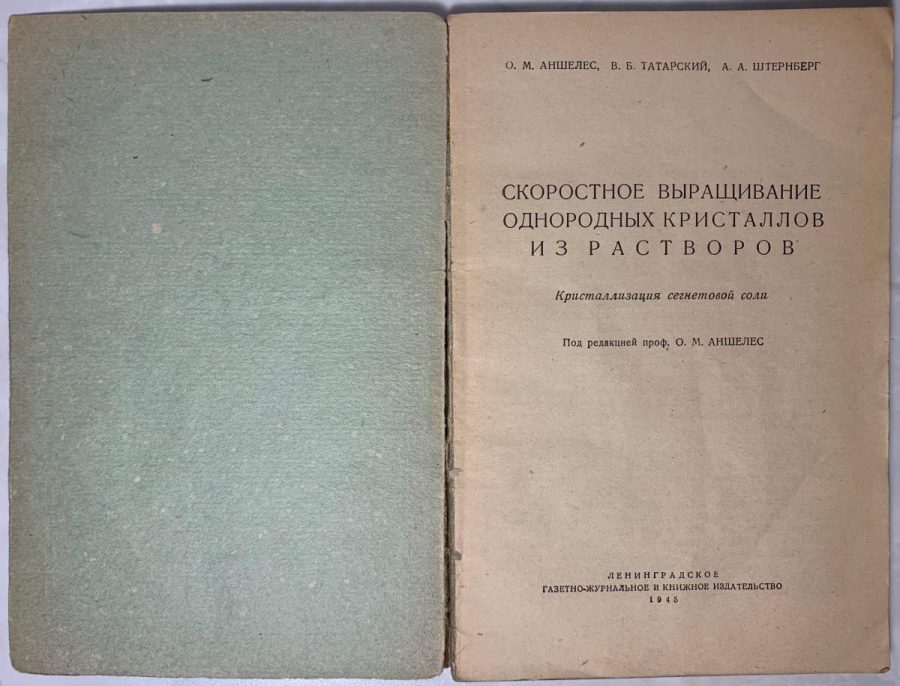 О. М. АНШЕЛЕС, В. Б. ТАТАРСКИЙ, А. А. ШТЕРНБЕРГ
СКОРОСТНОЕ ВЫРАЩИВАНИЕ
ОДНОРОДНЫХ КРИСТАЛЛОВ
ИЗ РАСТВОРОВ
Кристаллизация сегнетовой соли
Под редакцией проф. О. М. АНШЕЛЕС
ЛЕНИНГРАДСКОЕ
ГАЗЕТНО-ЖУРНАЛЬНОЕ И КНИЖНОЕ ИЗДАТЕЛЬСТВО
1945